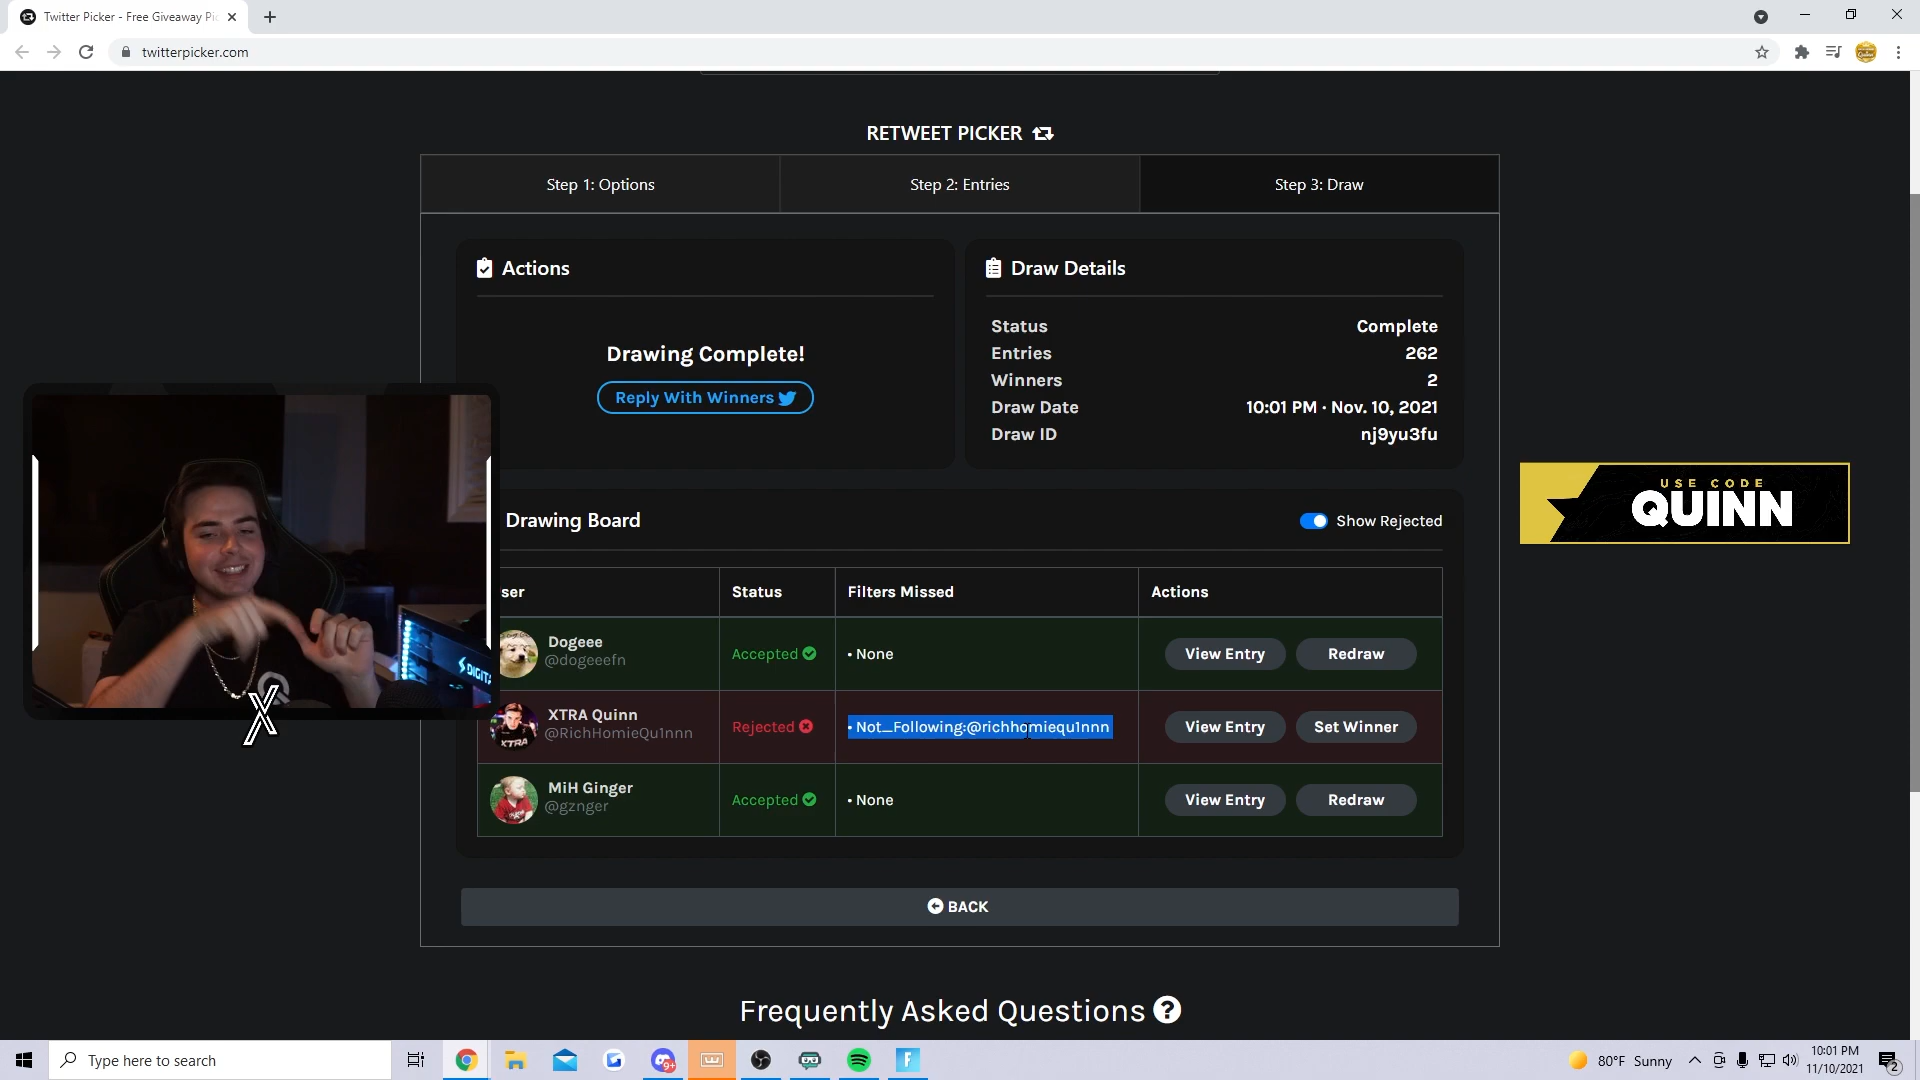 Twitter Picker - Free Giveaway Pic
twitterpicker.com
RETWEET PICKER
Step 1: Options
Step 2: Entries
Step 3: Draw
Actions
Drawing Complete!
Reply With Winners
Draw Details
Status Complete
Entries 262
Winners 2
Draw Date 10:01 PM · Nov. 10, 2021
Draw ID nj9yu3fu
USE CODE
QUINN
Drawing Board
Show Rejected
ser Status Filters Missed Actions
Dogeee
@dogeeefn
Accepted
• None
View Entry
Redraw
XTRA Quinn
@RichHomieQu1nnn
XTRA
Rejected
• Not_Following:@richhomiequ1nnn
View Entry
Set Winner
MiH Ginger
@gznger
Accepted
• None
View Entry
Redraw
DIGIT
X
BACK
Frequently Asked Questions
Type here to search
9+
80°F Sunny
10:01 PM
11/10/2021
2